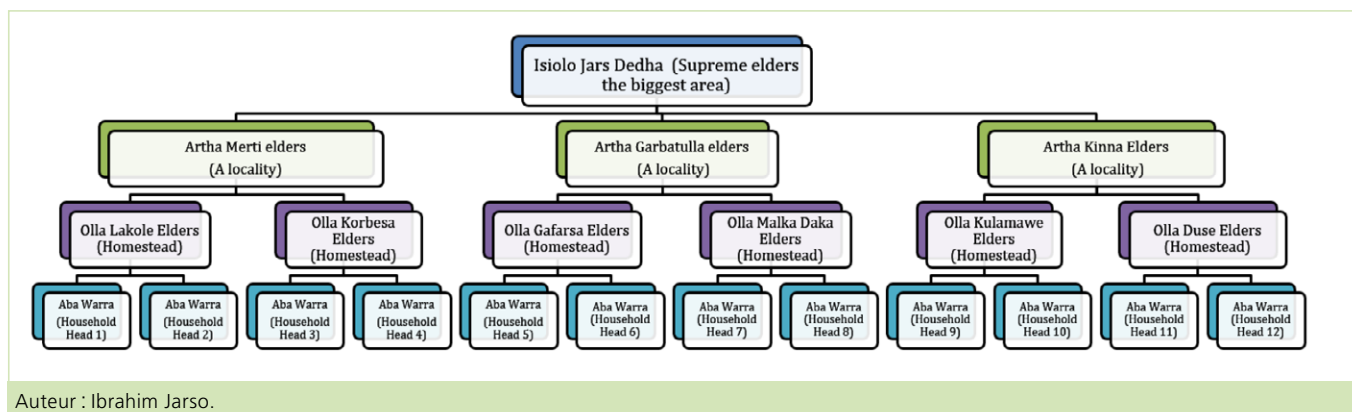 Isiolo Jars Dedha (Supreme elders
the biggest area)
Artha Merti elders
(A locality)
Artha Garbatulla elders
(A locality)
Artha Kinna Elders
(A locality)
Olla Lakole Elders
(Homestead)
Olla Korbesa
Elders
(Homestead)
Olla Gafarsa Elders
(Homestead)
Olla Malka Daka
Elders
(Homestead)
Olla Kulamawe
Elders
(Homestead)
Olla Duse Elders
(Homestead)
Aba Warra
(Household
Head 1)
Aba Warra
(Household
Head 2)
Aba Warra
(Household
Head 3)
Aba Warra
(Household
Head 4)
Aba Warra
(Household
Head 5)
Aba Warra
(Household
Head 6)
Aba Warra
(Household
Head 7)
Aba Warra
(Household
Head 8)
Aba Warra
(Household
Head 9)
Aba Warra
(Household
Head 10)
Aba Warra
(Household
Head 11)
Aba Warra
(Household
Head 12)
Auteur : Ibrahim Jarso.